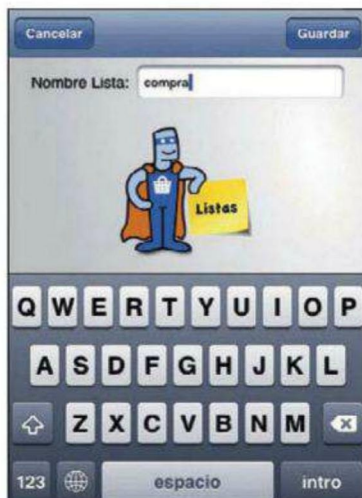 Cancelar Guardar
Nombre Lista: compra
Listas
Q W E R T Y U I O P
A S D F G H J K L
Z X C V B N M
123 espacio intro